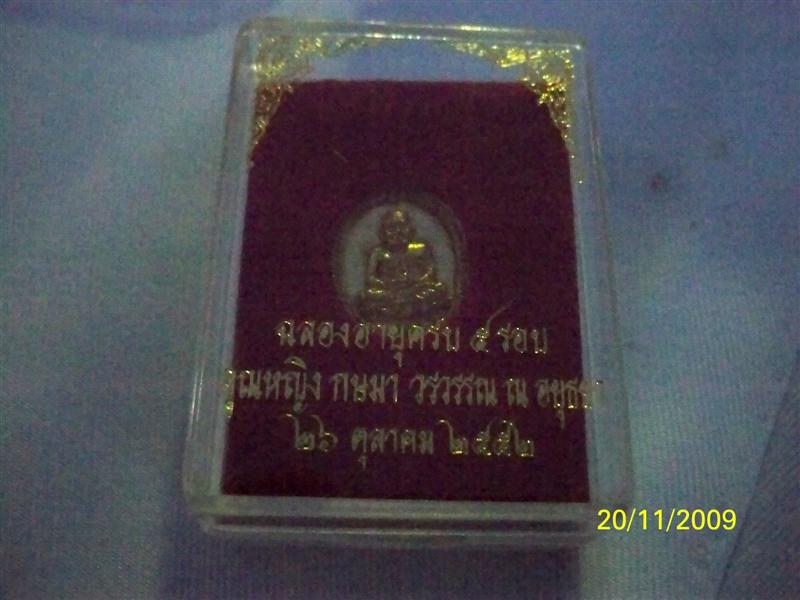 ฉลองอายุครบ ๕ รอบ
คุณหญิง กษมา วรวรรณ ณ อยุธยา
๒๖ ตุลาคม ๒๕๕๒
20/11/2009